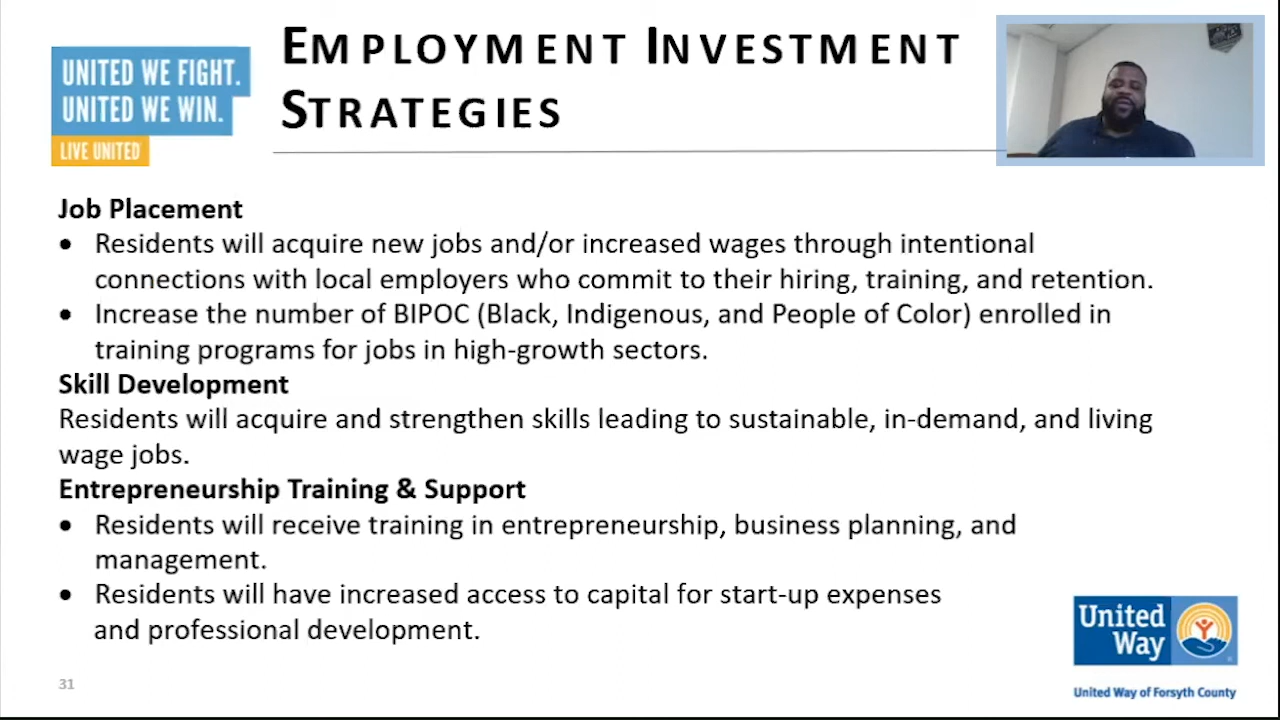 EMPLOYMENT INVESTMENT
STRATEGIES
UNITED WE FIGHT.
UNITED WE WIN.
LIVE UNITED
Job Placement
• Residents will acquire new jobs and/or increased wages through intentional
connections with local employers who commit to their hiring, training, and retention.
• Increase the number of BIPOC (Black, Indigenous, and People of Color) enrolled in
training programs for jobs in high-growth sectors.
Skill Development
Residents will acquire and strengthen skills leading to sustainable, in-demand, and living
wage jobs.
Entrepreneurship Training & Support
• Residents will receive training in entrepreneurship, business planning, and
management.
• Residents will have increased access to capital for start-up expenses
and professional development.
United
Way
United Way of Forsyth County
31